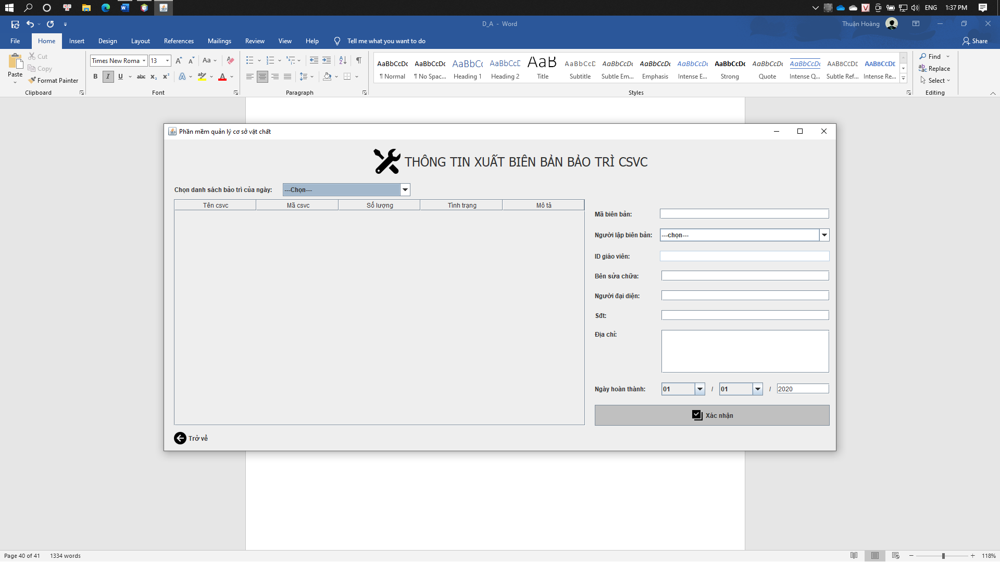 ENG
1:37 PM
D_A - Word
Thuận Hoàng
File
Home
Insert
Design
Layout
References
Mailings
Review
View
Help
Tell me what you want to do
Share
Paste
Cut
Copy
Format Painter
Clipboard
Times New Roma
13
Font
Paragraph
AaBbCcDc
¶ Normal
AaBbCcDc
¶ No Spac...
AaBbCc
Heading 1
AaBbCcD
Heading 2
AaB
Title
AaBbCcD
Subtitle
AaBbCcDc
Subtle Em...
AaBbCcDc
Emphasis
AaBbCcDc
Intense E...
AaBbCcDc
Strong
AaBbCcDc
Quote
AaBbCcDc
Intense Q...
AaBbCcDc
Subtle Ref...
AaBbCcDc
Intense Re...
Styles
Find
Replace
Select
Editing
Phần mềm quản lý cơ sở vật chất
THÔNG TIN XUẤT BIÊN BẢN BẢO TRÌ CSVC
Chọn danh sách bảo trì của ngày:
---Chọn---
Tên csvc
Mã csvc
Số lượng
Tình trạng
Mô tả
Mã biên bản:
Người lập biên bản:
---chọn---
ID giáo viên:
Bên sửa chữa:
Người đại diện:
Sđt:
Địa chỉ:
Ngày hoàn thành:
01 / 01 / 2020
Xác nhận
Trở về
Page 40 of 41
1334 words
118%